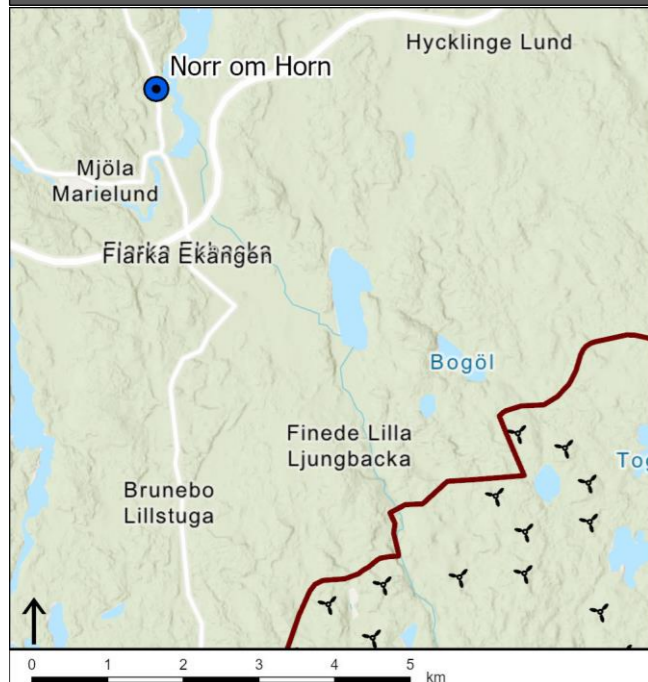 Hycklinge Lund
Norr om Horn
Mjöla
Marielund
Flarka Ekängen
Bogöl
Finede Lilla
Ljungbacka
Tog
Brunebo
Lillstuga
0 1 2 3 4 5
km